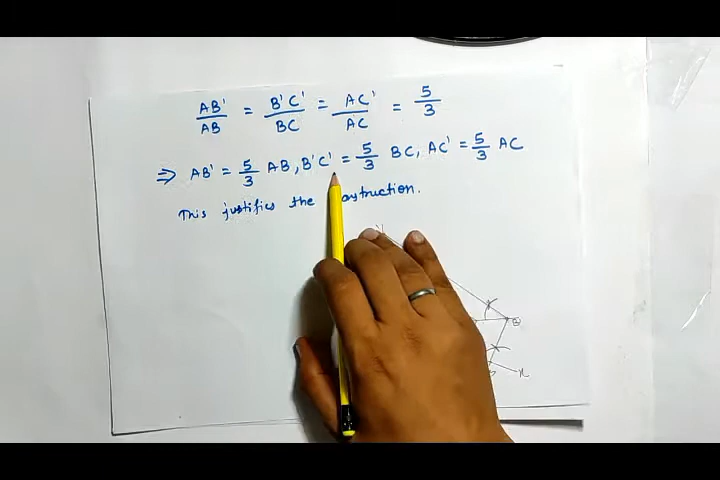 AB'/AB = B'C'/BC = AC'/AC = 5/3
⇒ AB' = 5/3 AB, B'C' = 5/3 BC, AC' = 5/3 AC
This justifies the construction.